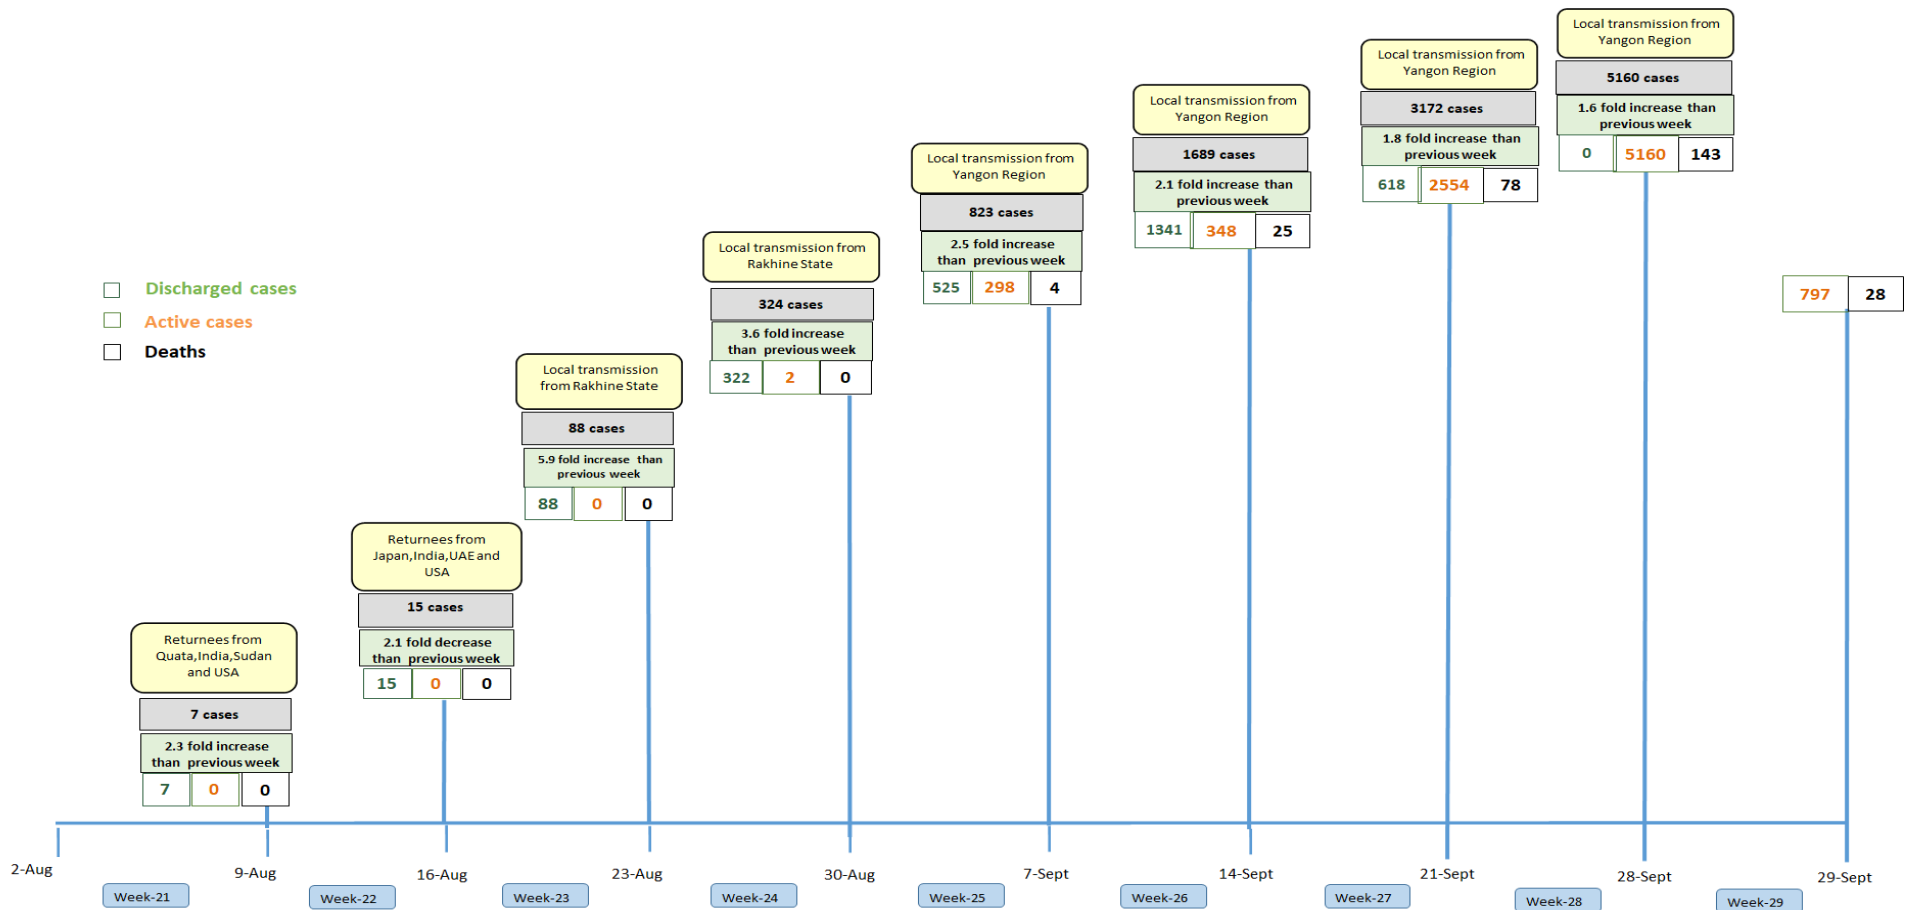 Local transmission from
Yangon Region
5160 cases
1.6 fold increase than
previous week
0 5160 143
Local transmission from
Yangon Region
3172 cases
1.8 fold increase than
previous week
618 2554 78
Local transmission from
Yangon Region
1689 cases
2.1 fold increase than
previous week
1341 348 25
Local transmission from
Yangon Region
823 cases
2.5 fold increase
than previous week
525 298 4
Local transmission from
Rakhine State
324 cases
3.6 fold increase
than previous week
322 2 0
Discharged cases
Active cases
Deaths
797 28
Local transmission
from Rakhine State
88 cases
5.9 fold increase than
previous week
88 0 0
Returnees from
Japan,India,UAE and
USA
15 cases
2.1 fold decrease
than previous week
15 0 0
Returnees from
Quata,India,Sudan
and USA
7 cases
2.3 fold increase
than previous week
7 0 0
2-Aug 9-Aug 16-Aug 23-Aug 30-Aug 7-Sept 14-Sept 21-Sept 28-Sept 29-Sept
Week-21 Week-22 Week-23 Week-24 Week-25 Week-26 Week-27 Week-28 Week-29